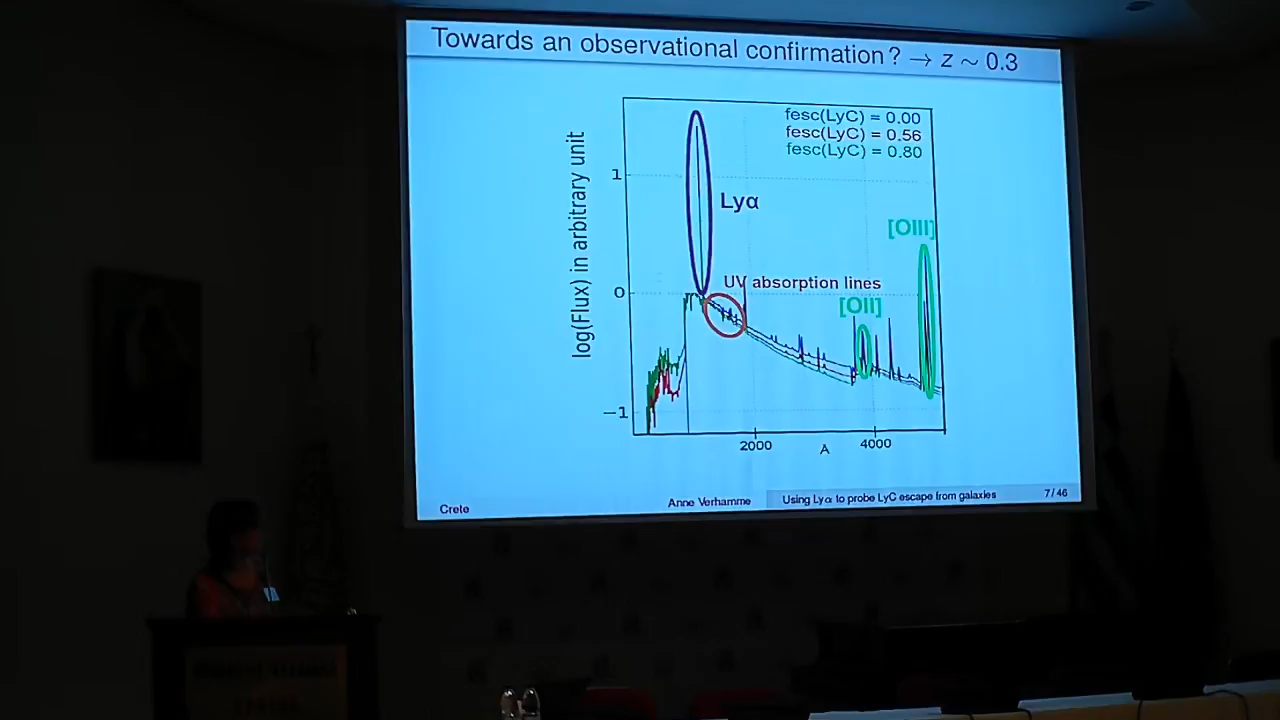 Towards an observational confirmation ? → z ∼ 0.3
fesc(LyC) = 0.00
fesc(LyC) = 0.56
fesc(LyC) = 0.80
log(Flux) in arbitrary unit
1
0
−1
Lyα
[OIII]
UV absorption lines
[OII]
2000
Å
4000
Crete
Anne Verhamme
Using Lyα to probe LyC escape from galaxies
7 / 46